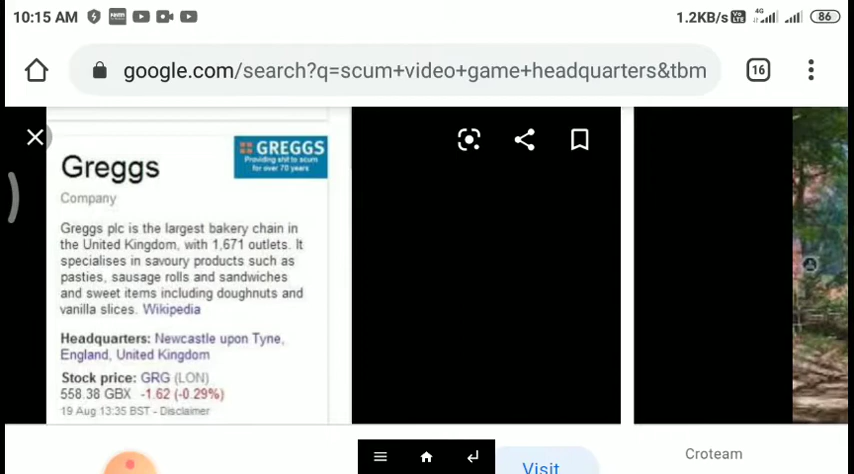 10:15 AM
1.2KB/s 4G 86
google.com/search?q=scum+video+game+headquarters&tbm
16
Greggs
GREGGS
Providing shit to scum
for over 70 years
Company
Greggs plc is the largest bakery chain in
the United Kingdom, with 1,671 outlets. It
specialises in savoury products such as
pasties, sausage rolls and sandwiches
and sweet items including doughnuts and
vanilla slices. Wikipedia
Headquarters: Newcastle upon Tyne,
England, United Kingdom
Stock price: GRG (LON)
558.38 GBX -1.62 (-0.29%)
19 Aug 13:35 BST - Disclaimer
Visit
Croteam